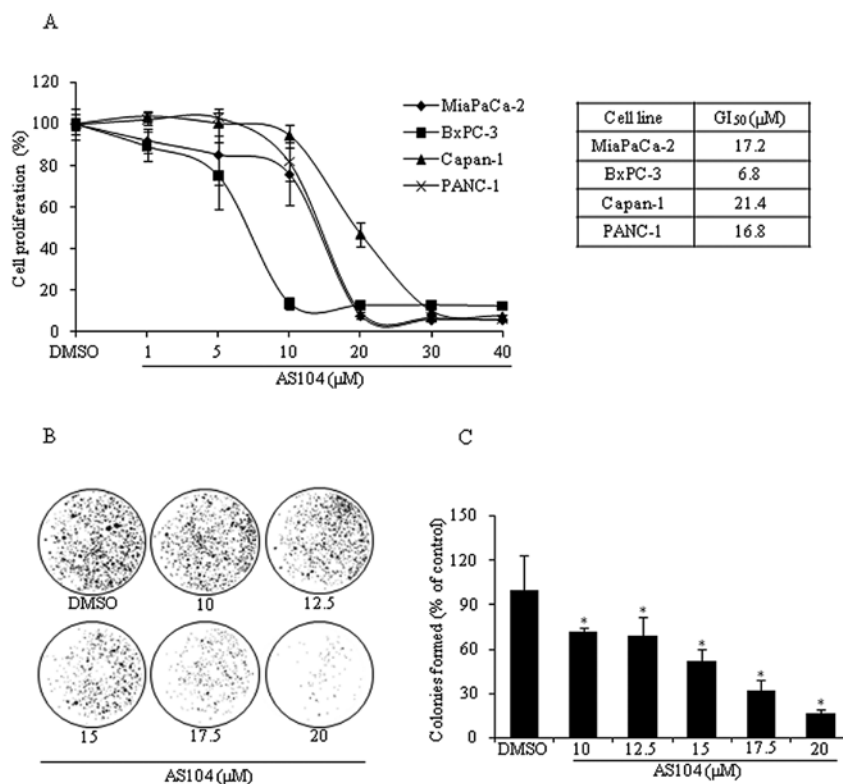 A
120
100
80
60
40
20
0
Cell proliferation (%)
MiaPaCa-2
BxPC-3
Capan-1
PANC-1
DMSO 1 5 10 20 30 40
AS104 (μM)
Cell line GI50 (μM)
MiaPaCa-2 17.2
BxPC-3 6.8
Capan-1 21.4
PANC-1 16.8
B
DMSO 10 12.5
15 17.5 20
AS104 (μM)
C
150
120
90
60
30
0
Colonies formed (% of control)
* * * * *
DMSO 10 12.5 15 17.5 20
AS104 (μM)